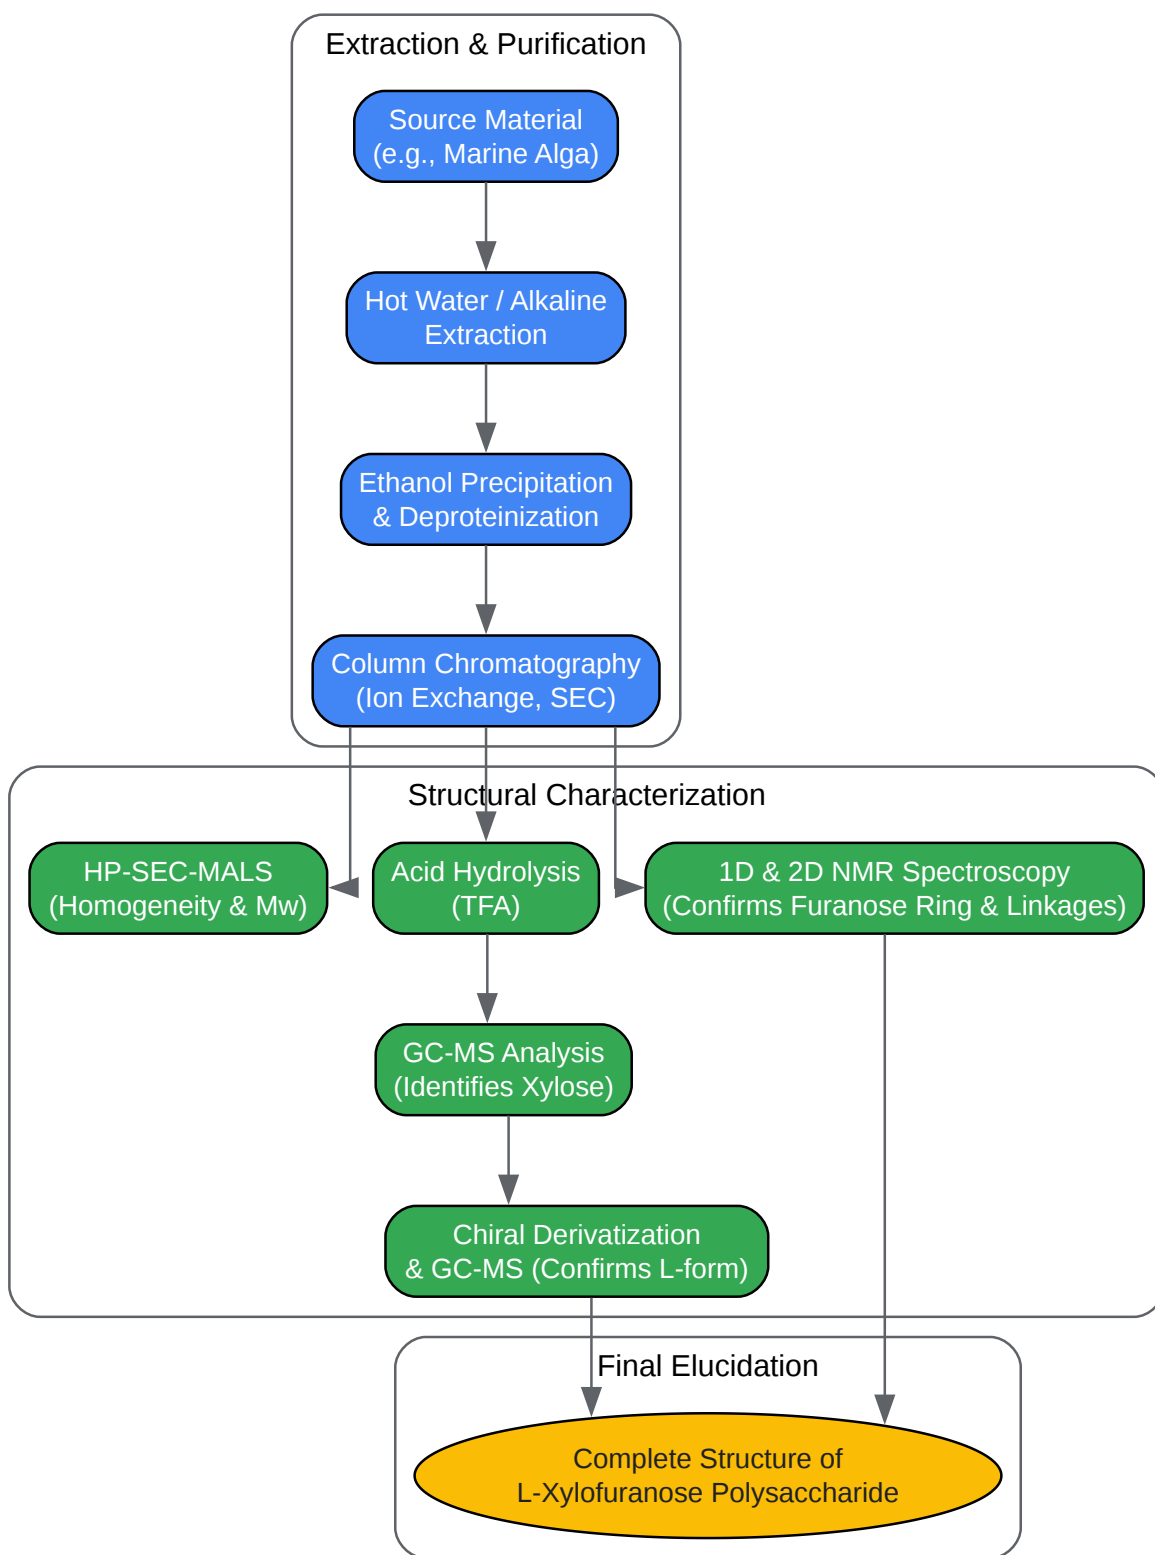 Extraction & Purification
Source Material
(e.g., Marine Alga)
Hot Water / Alkaline
Extraction
Ethanol Precipitation
& Deproteinization
Column Chromatography
(Ion Exchange, SEC)
Structural Characterization
HP-SEC-MALS
(Homogeneity & Mw)
Acid Hydrolysis
(TFA)
1D & 2D NMR Spectroscopy
(Confirms Furanose Ring & Linkages)
GC-MS Analysis
(Identifies Xylose)
Chiral Derivatization
& GC-MS (Confirms L-form)
Final Elucidation
Complete Structure of
L-Xylofuranose Polysaccharide